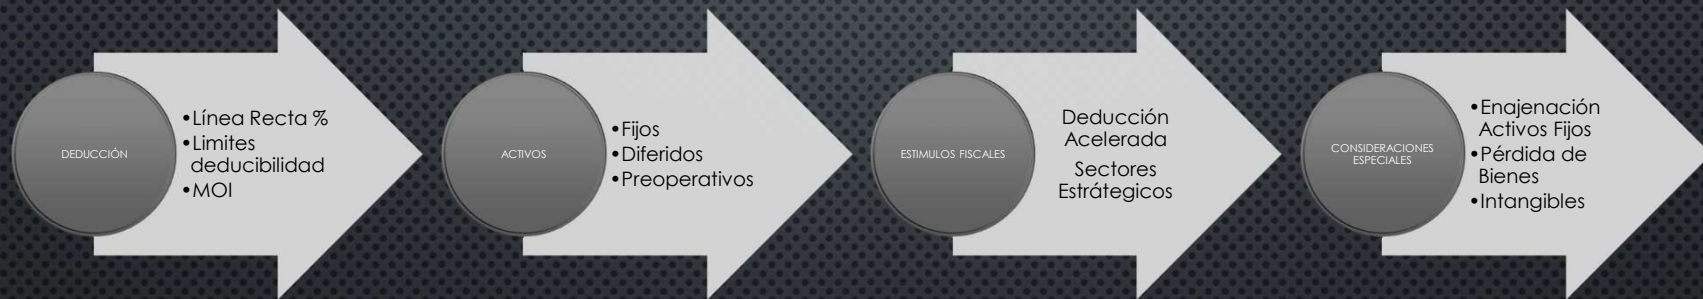 DEDUCCIÓN
•Línea Recta %
•Limites
deducibilidad
•MOI
ACTIVOS
•Fijos
•Diferidos
•Preoperativos
ESTIMULOS FISCALES
Deducción
Acelerada
Sectores
Estrátegicos
CONSIDERACIONES
ESPECIALES
•Enajenación
Activos Fijos
•Pérdida de
Bienes
•Intangibles